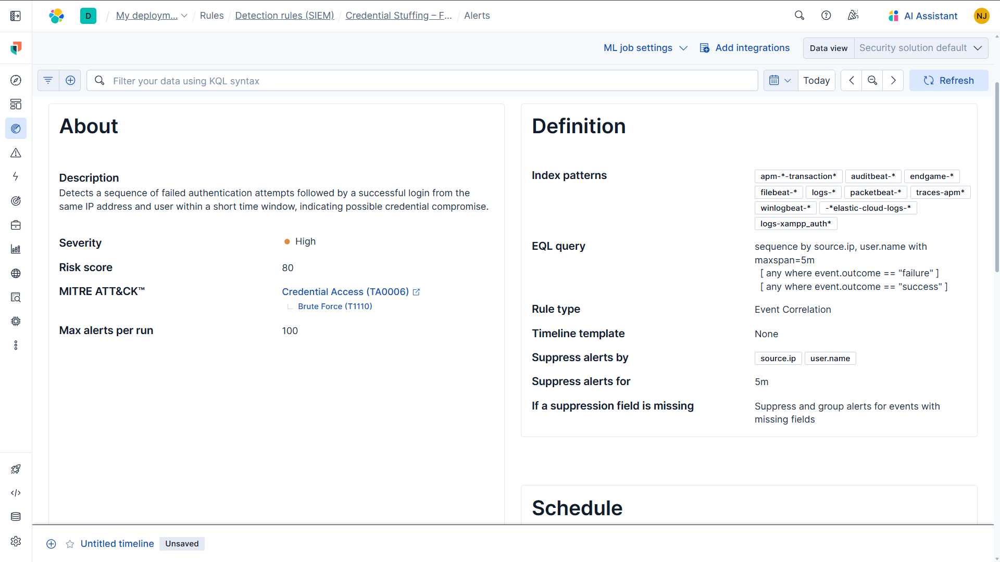 D / My deploym... / Rules / Detection rules (SIEM) / Credential Stuffing – F... / Alerts
AI Assistant
NJ
ML job settings
Add integrations
Data view
Security solution default
Filter your data using KQL syntax
Today
Refresh
About
Description
Detects a sequence of failed authentication attempts followed by a successful login from the
same IP address and user within a short time window, indicating possible credential compromise.
Severity
High
Risk score
80
MITRE ATT&CK™
Credential Access (TA0006)
Brute Force (T1110)
Max alerts per run
100
Definition
Index patterns
apm-*-transaction* auditbeat-* endgame-*
filebeat-* logs-* packetbeat-* traces-apm*
winlogbeat-* -*elastic-cloud-logs-*
logs-xampp_auth*
EQL query
sequence by source.ip, user.name with
maxspan=5m
[ any where event.outcome == "failure" ]
[ any where event.outcome == "success" ]
Rule type
Event Correlation
Timeline template
None
Suppress alerts by
source.ip user.name
Suppress alerts for
5m
If a suppression field is missing
Suppress and group alerts for events with
missing fields
Schedule
Untitled timeline
Unsaved